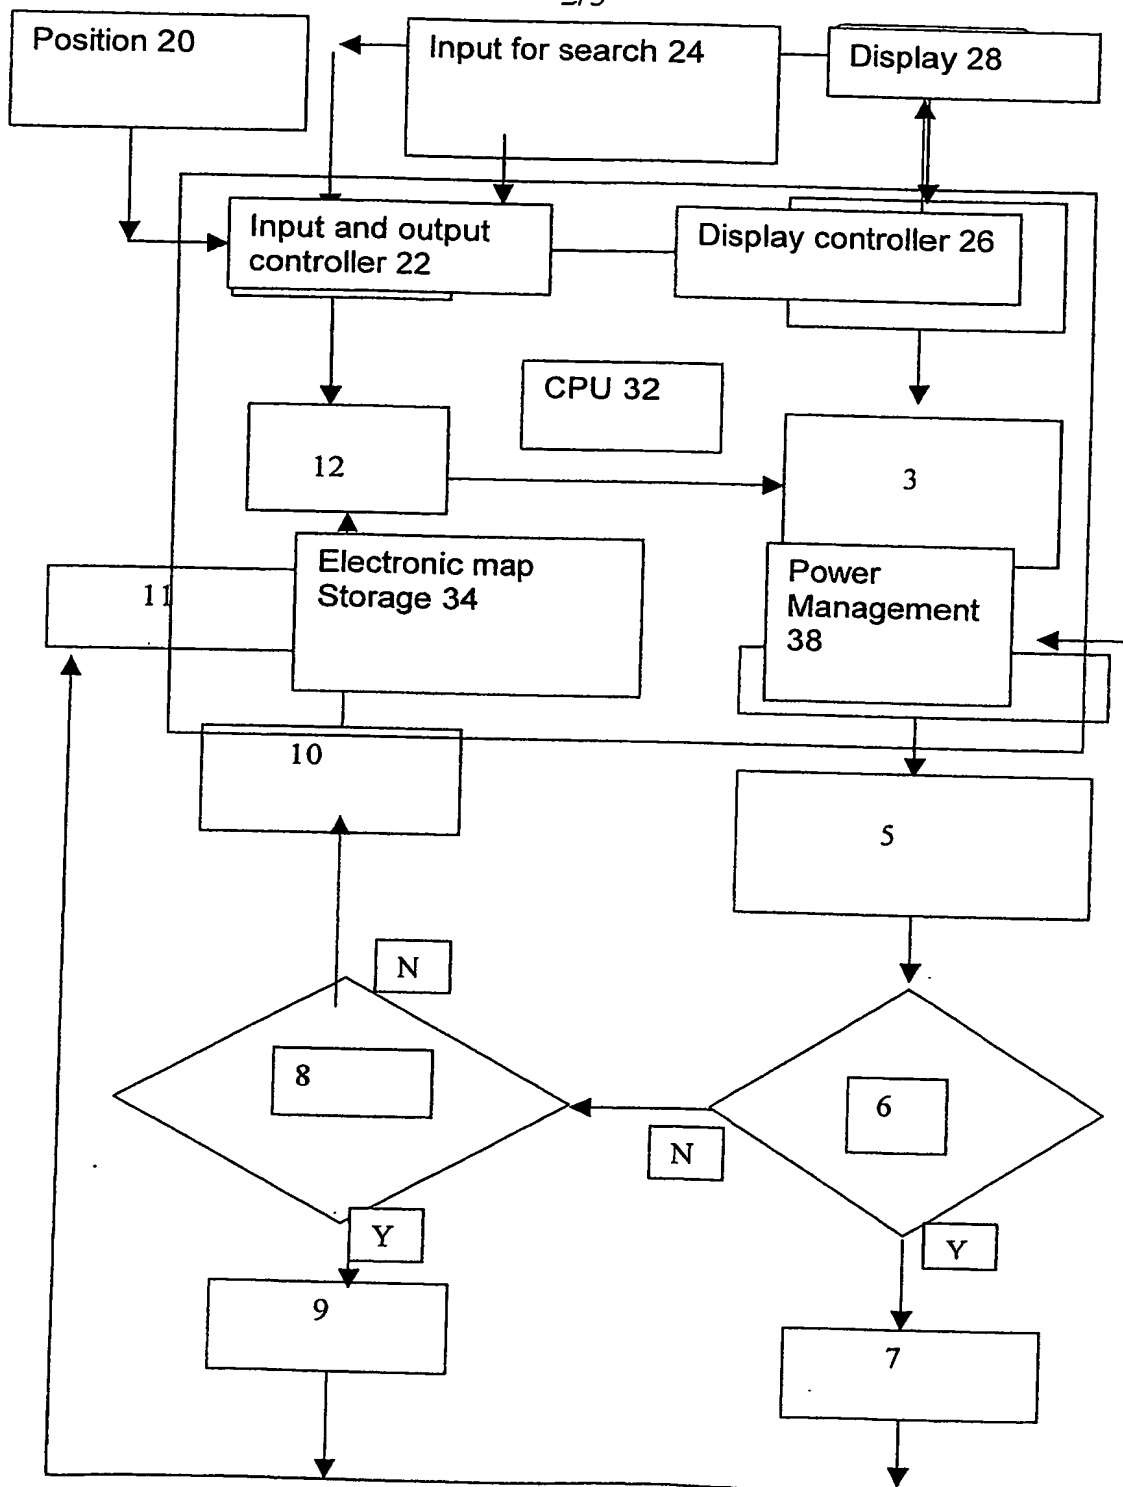 Position 20
Input for search 24
Display 28
Input and output
controller 22
Display controller 26
CPU 32
12
3
Electronic map
Storage 34
Power
Management
38
11
10
5
N
8
6
N
Y
Y
9
7